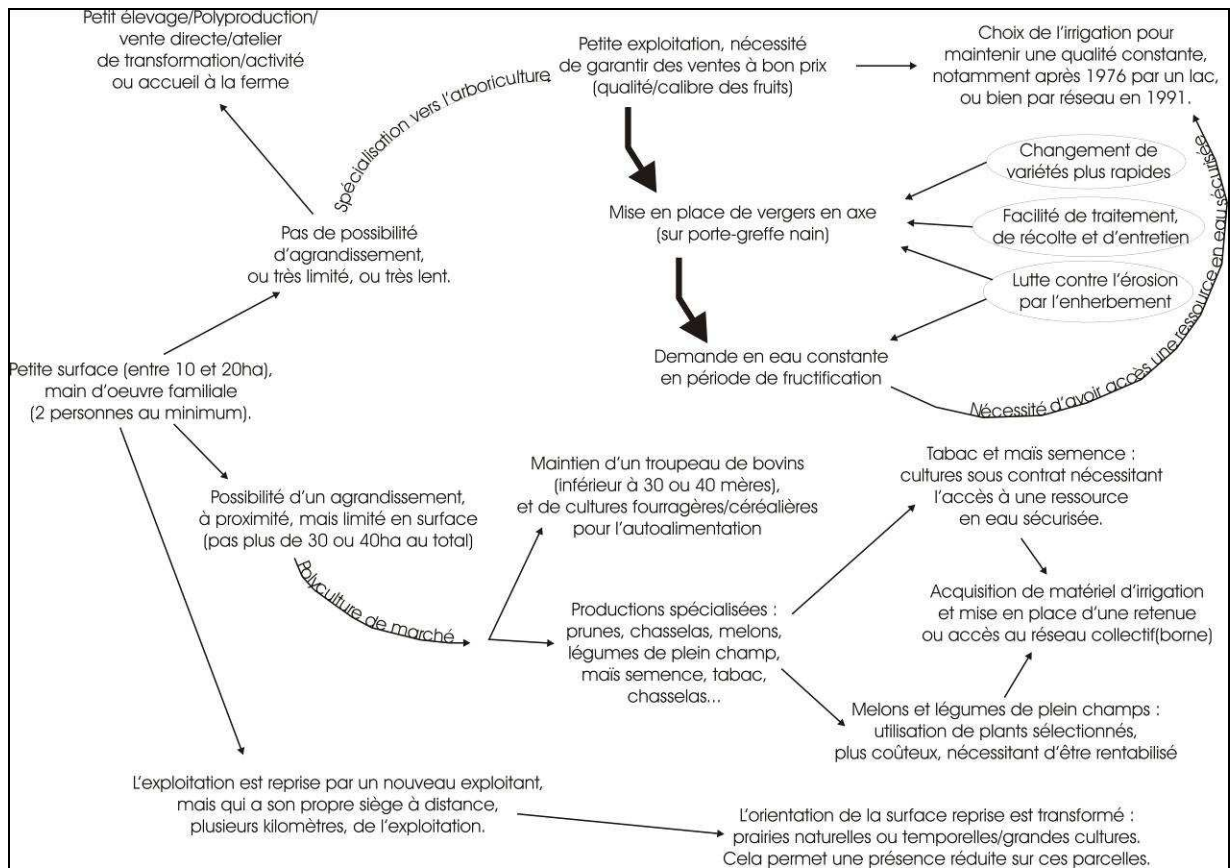 Petit élevage/Polyproduction/
vente directe/atelier
de transformation/activité
ou accueil à la ferme
Spécialisation vers l'arboriculture
Petite exploitation, nécessité
de garantir des ventes à bon prix
(qualité/calibre des fruits)
Choix de l'irrigation pour
maintenir une qualité constante,
notamment après 1976 par un lac,
ou bien par réseau en 1991.
Changement de
variétés plus rapides
Facilité de traitement,
de récolte et d'entretien
Lutte contre l'érosion
par l'enherbement
Mise en place de vergers en axe
(sur porte-greffe nain)
Pas de possibilité
d'agrandissement,
ou très limité, ou très lent.
Demande en eau constante
en période de fructification
Nécessité d'avoir accès une ressource en eau sécurisée
Petite surface (entre 10 et 20ha),
main d'oeuvre familiale
(2 personnes au minimum).
Possibilité d'un agrandissement,
à proximité, mais limité en surface
(pas plus de 30 ou 40ha au total)
Polyculture de marché
Maintien d'un troupeau de bovins
(inférieur à 30 ou 40 mères),
et de cultures fourragères/céréalières
pour l'autoalimentation
Tabac et maïs semence :
cultures sous contrat nécessitant
l'accès à une ressource
en eau sécurisée.
Productions spécialisées :
prunes, chasselas, melons,
légumes de plein champ,
maïs semence, tabac,
chasselas...
Acquisition de matériel d'irrigation
et mise en place d'une retenue
ou accès au réseau collectif(borne)
Melons et légumes de plein champs :
utilisation de plants sélectionnés,
plus coûteux, nécessitant d'être rentabilisé
L'exploitation est reprise par un nouveau exploitant,
mais qui a son propre siège à distance,
plusieurs kilomètres, de l'exploitation.
L'orientation de la surface reprise est transformé :
prairies naturelles ou temporelles/grandes cultures.
Cela permet une présence réduite sur ces parcelles.